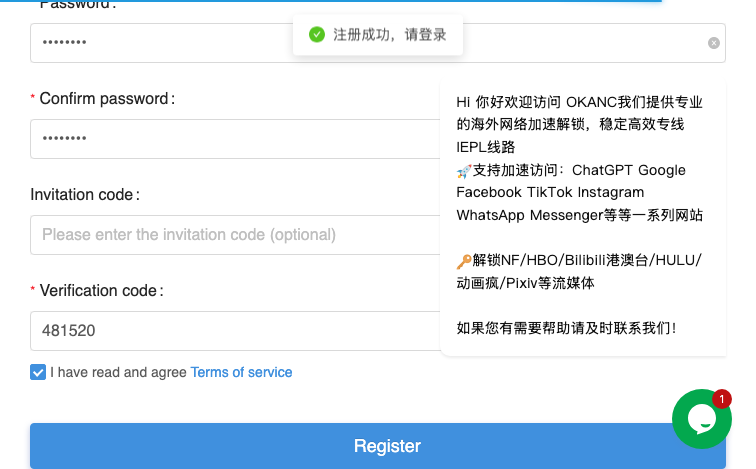 Password:
••••••••
注册成功，请登录
* Confirm password:
••••••••
Hi 你好欢迎访问 OKANC我们提供专业
的海外网络加速解锁，稳定高效专线
IEPL线路
🚀支持加速访问：ChatGPT Google
Facebook TikTok Instagram
WhatsApp Messenger等等一系列网站
🔑解锁NF/HBO/Bilibili港澳台/HULU/
动画疯/Pixiv等流媒体
如果您有需要帮助请及时联系我们！
Invitation code:
Please enter the invitation code (optional)
* Verification code:
481520
I have read and agree Terms of service
1
Register